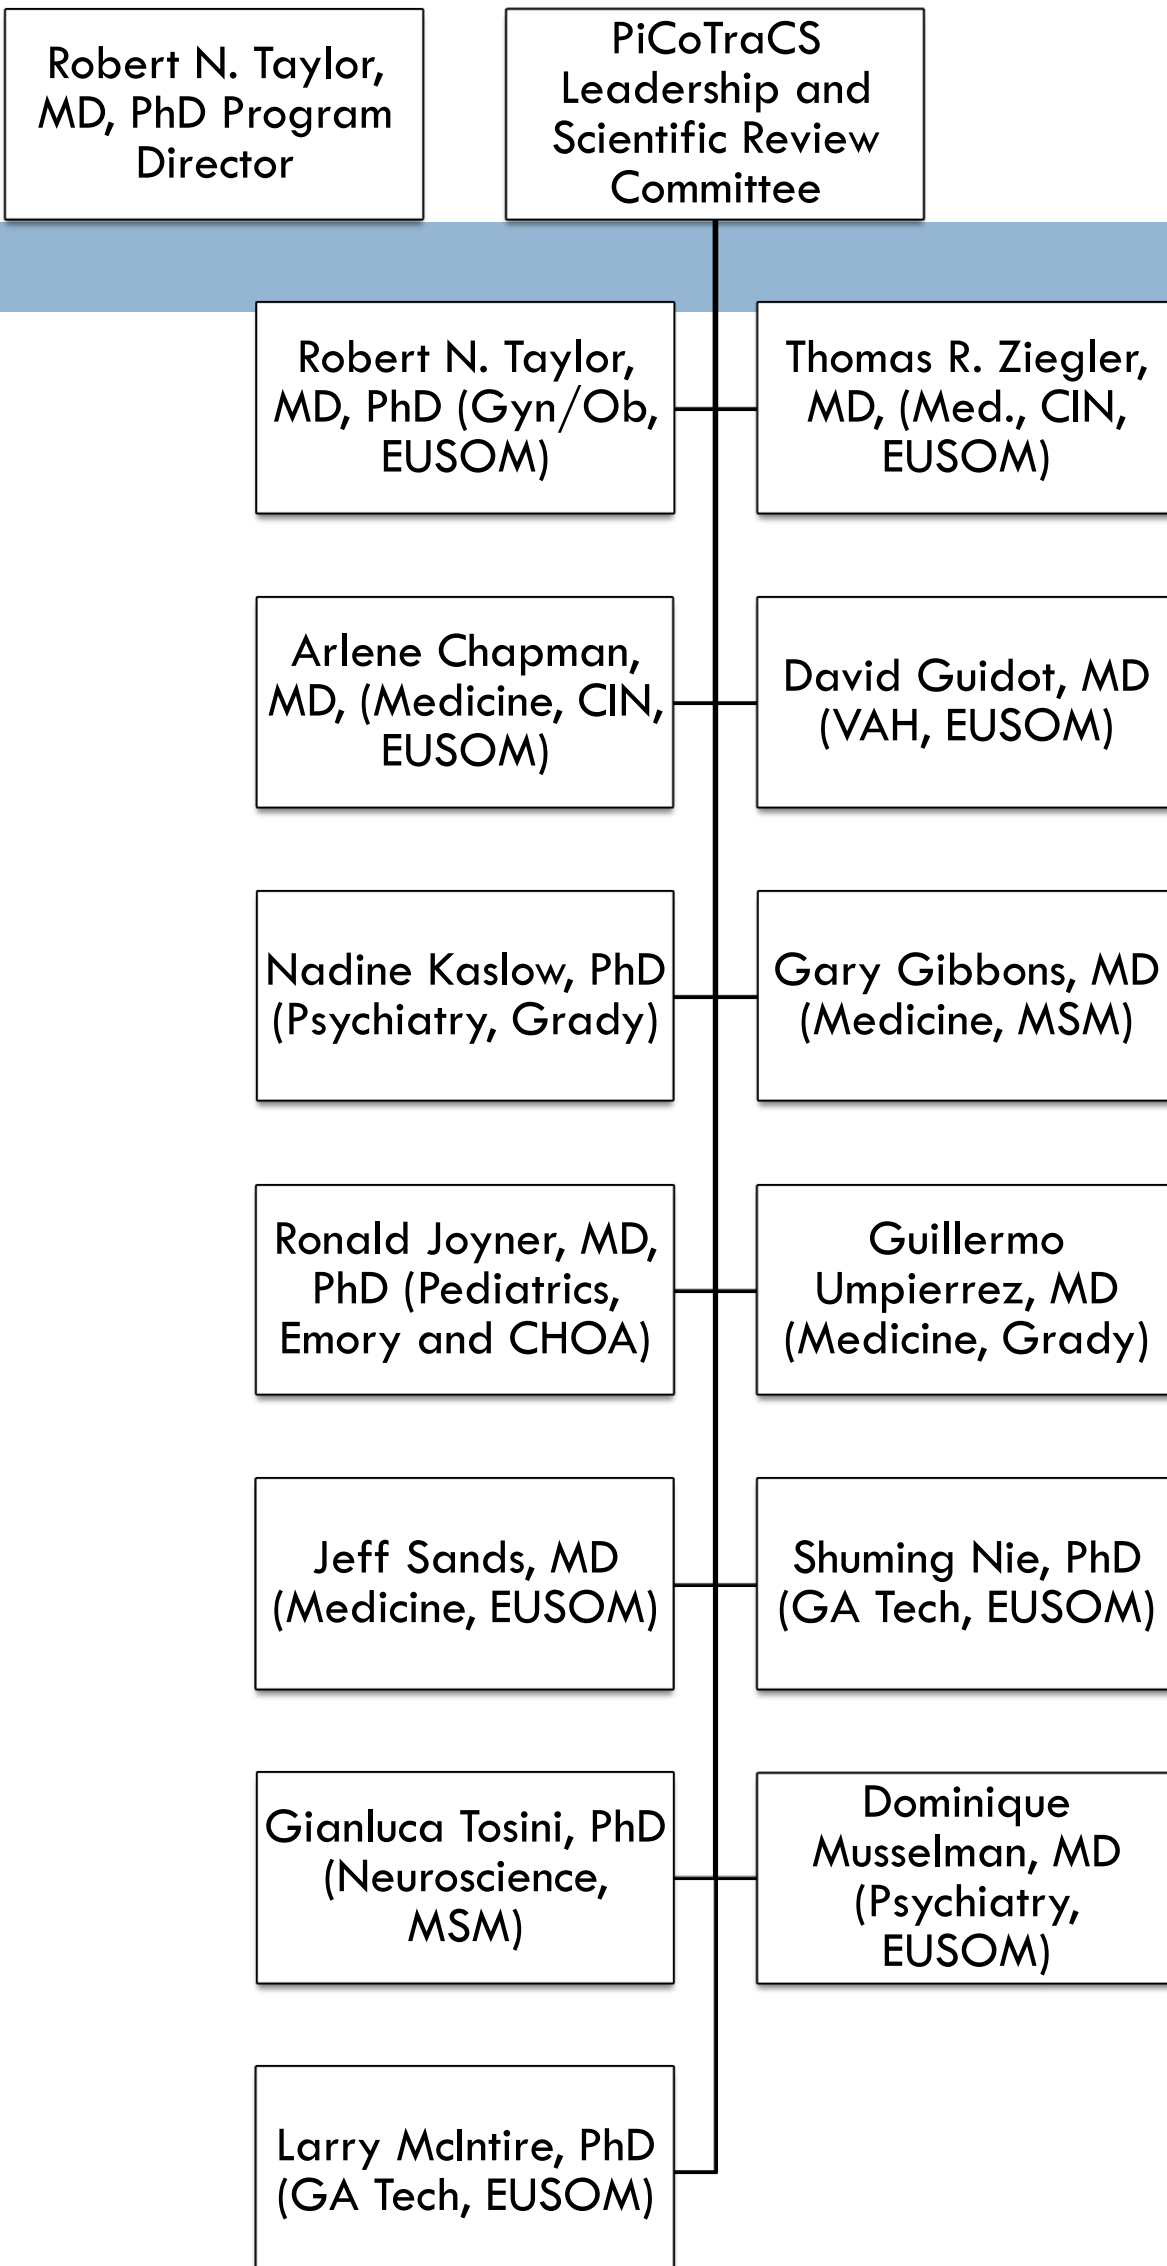 Robert N. Taylor,
MD, PhD Program
Director
PiCoTraCS
Leadership and
Scientific Review
Committee
Robert N. Taylor,
MD, PhD (Gyn/Ob,
EUSOM)
Thomas R. Ziegler,
MD, (Med., CIN,
EUSOM)
Arlene Chapman,
MD, (Medicine, CIN,
EUSOM)
David Guidot, MD
(VAH, EUSOM)
Nadine Kaslow, PhD
(Psychiatry, Grady)
Gary Gibbons, MD
(Medicine, MSM)
Ronald Joyner, MD,
PhD (Pediatrics,
Emory and CHOA)
Guillermo
Umpierrez, MD
(Medicine, Grady)
Jeff Sands, MD
(Medicine, EUSOM)
Shuming Nie, PhD
(GA Tech, EUSOM)
Gianluca Tosini, PhD
(Neuroscience,
MSM)
Dominique
Musselman, MD
(Psychiatry,
EUSOM)
Larry McIntire, PhD
(GA Tech, EUSOM)